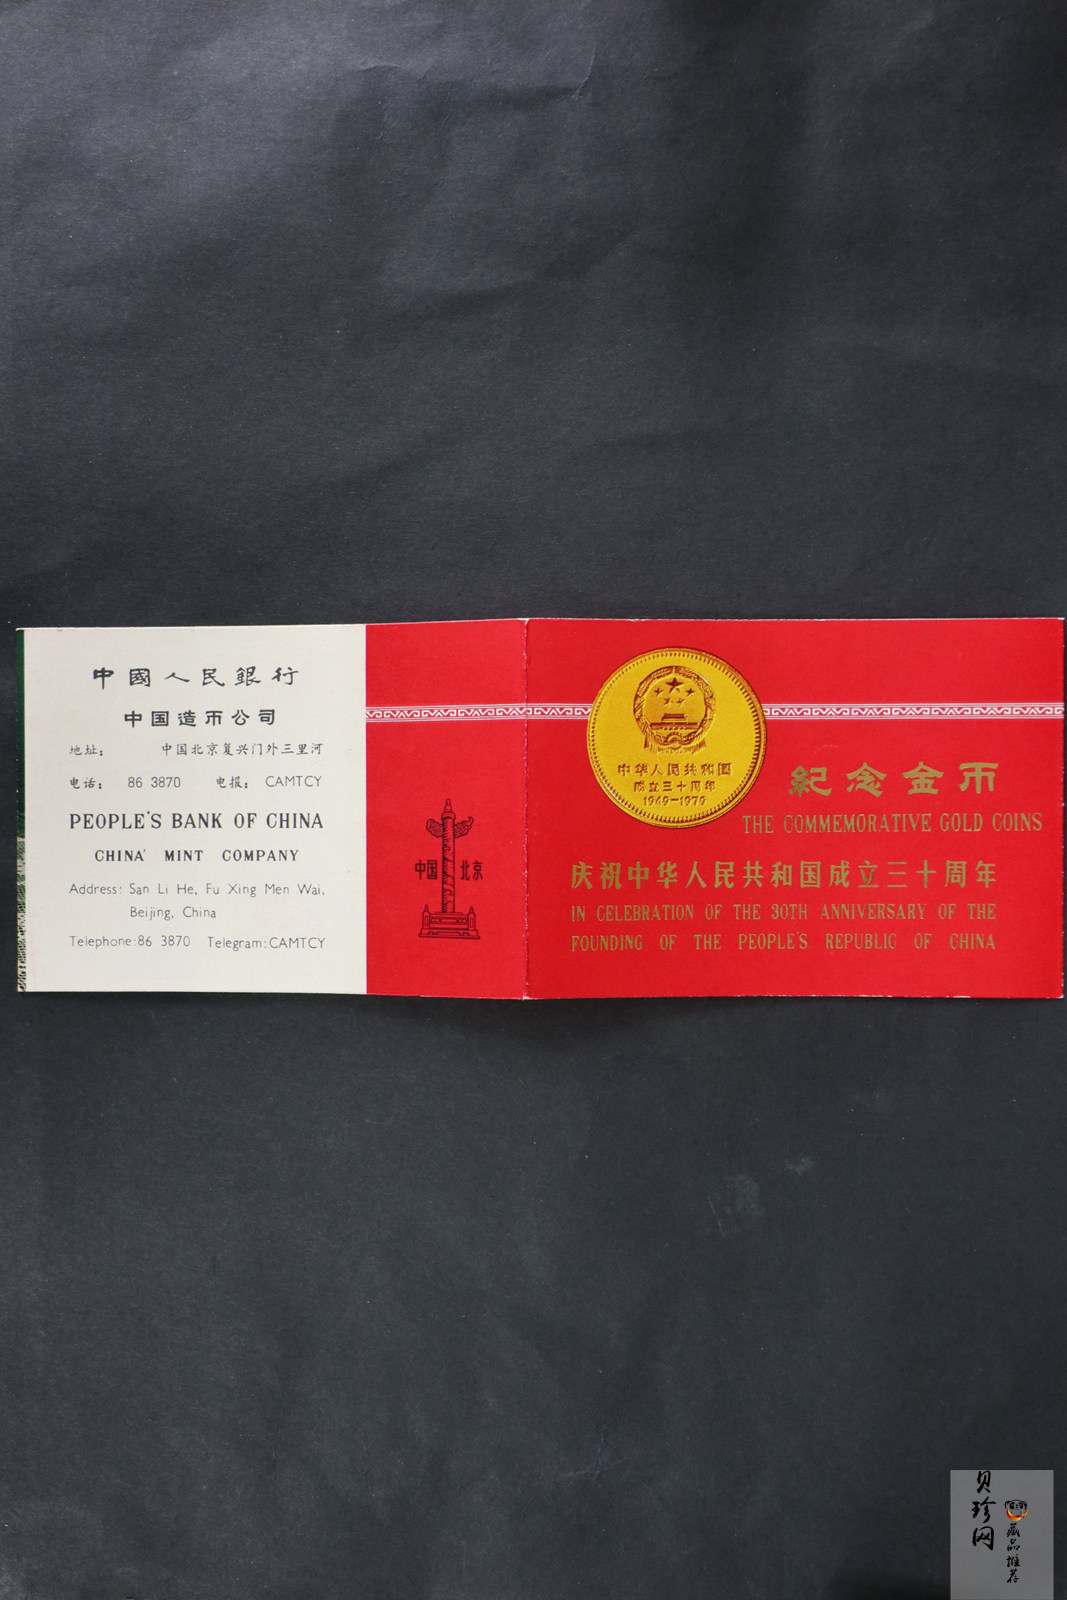 中國人民銀行
中国造币公司
地址： 中国北京复兴门外三里河
电话： 86 3870 电报： CAMTCY
PEOPLE'S BANK OF CHINA
CHINA' MINT COMPANY
Address: San Li He, Fu Xing Men Wai,
Beijing, China
Telephone:86 3870 Telegram:CAMTCY
中国 北京
中华人民共和国
成立三十周年
1949-1979
紀念金币
THE COMMEMORATIVE GOLD COINS
庆祝中华人民共和国成立三十周年
IN CELEBRATION OF THE 30TH ANNIVERSARY OF THE
FOUNDING OF THE PEOPLE'S REPUBLIC OF CHINA
贝珍网
藏品推荐